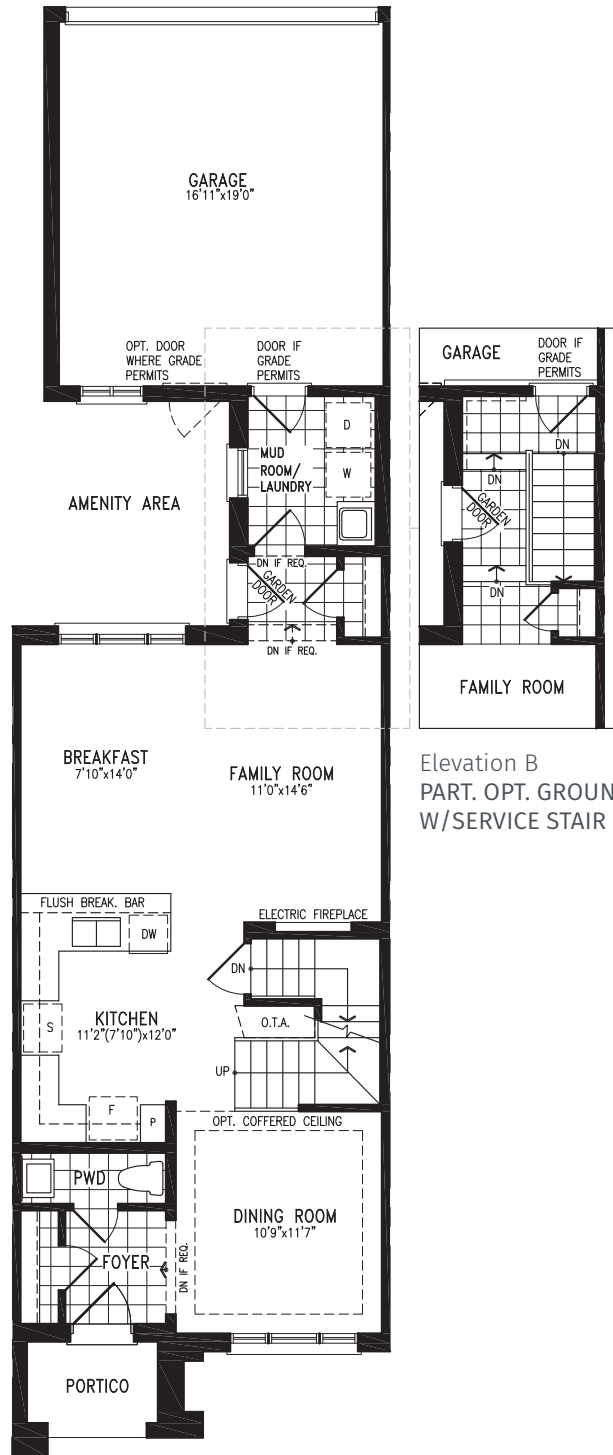 GARAGE
16'11"x19'0"
OPT. DOOR
WHERE GRADE
PERMITS
DOOR IF
GRADE
PERMITS
D
MUD
ROOM/
LAUNDRY
W
AMENITY AREA
DN IF REQ.
GARDEN
DOOR
DN IF REQ.
GARAGE
DOOR IF
GRADE
PERMITS
DN
DN
GARDEN
DOOR
DN
FAMILY ROOM
Elevation B
PART. OPT. GROUN
W/SERVICE STAIR
BREAKFAST
7'10"x14'0"
FAMILY ROOM
11'0"x14'6"
FLUSH BREAK. BAR
DW
ELECTRIC FIREPLACE
DN
KITCHEN
11'2"(7'10")x12'0"
S
O.T.A.
UP
F
P
OPT. COFFERED CEILING
PWD
DINING ROOM
10'9"x11'7"
FOYER
DN IF REQ.
PORTICO